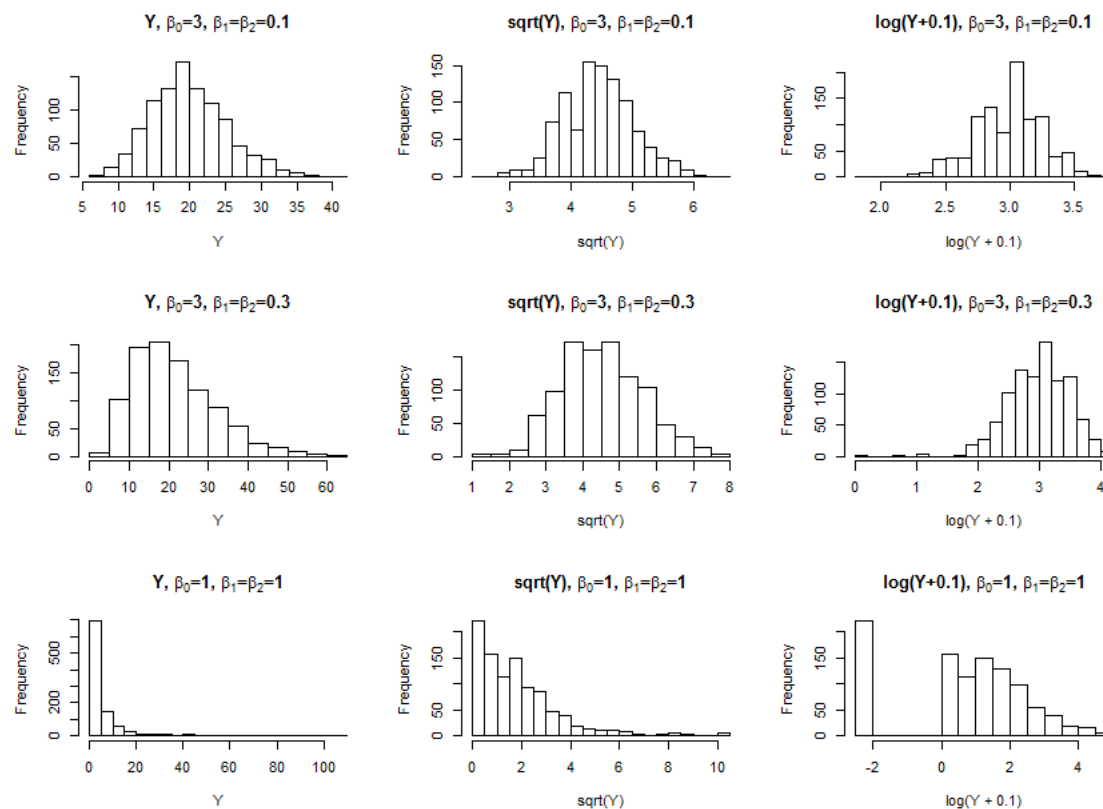 Y, β₀=3, β₁=β₂=0.1
Frequency
0
50
100
5
10
15
20
25
30
35
40
Y
sqrt(Y), β₀=3, β₁=β₂=0.1
Frequency
0
50
100
150
3
4
5
6
sqrt(Y)
log(Y+0.1), β₀=3, β₁=β₂=0.1
Frequency
0
50
150
2.0
2.5
3.0
3.5
log(Y + 0.1)
Y, β₀=3, β₁=β₂=0.3
Frequency
0
50
150
0
10
20
30
40
50
60
Y
sqrt(Y), β₀=3, β₁=β₂=0.3
Frequency
0
50
100
1
2
3
4
5
6
7
8
sqrt(Y)
log(Y+0.1), β₀=3, β₁=β₂=0.3
Frequency
0
50
150
0
1
2
3
4
log(Y + 0.1)
Y, β₀=1, β₁=β₂=1
Frequency
0
200
500
0
20
40
60
80
100
Y
sqrt(Y), β₀=1, β₁=β₂=1
Frequency
0
50
150
0
2
4
6
8
10
sqrt(Y)
log(Y+0.1), β₀=1, β₁=β₂=1
Frequency
0
50
150
-2
0
2
4
log(Y + 0.1)